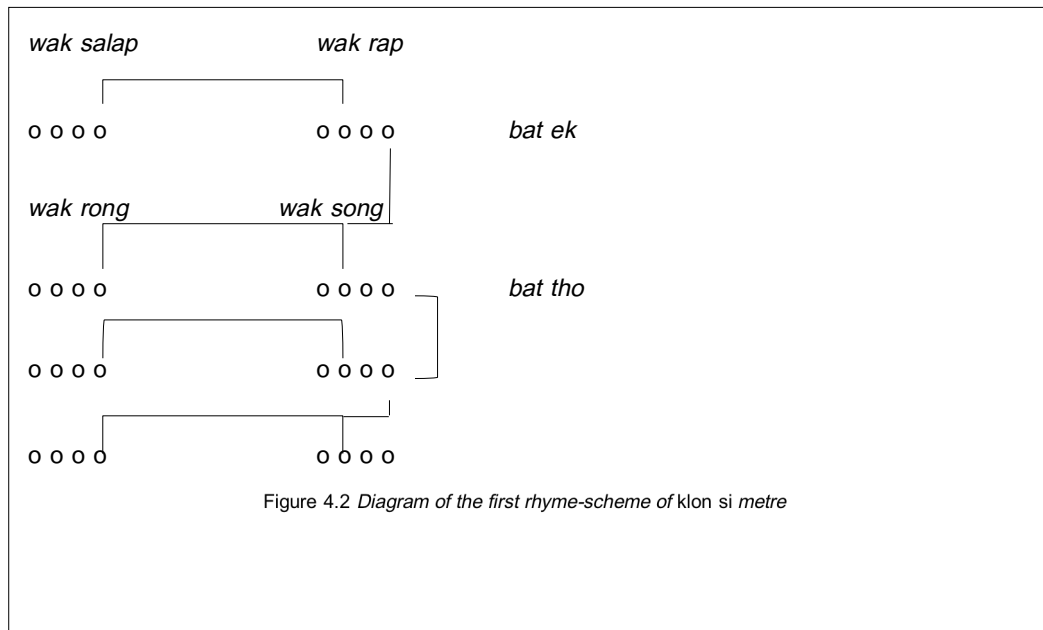 wak salap wak rap
o o o o o o o o bat ek
wak rong wak song
o o o o o o o o bat tho
o o o o o o o o
o o o o o o o o
Figure 4.2 Diagram of the first rhyme-scheme of klon si metre